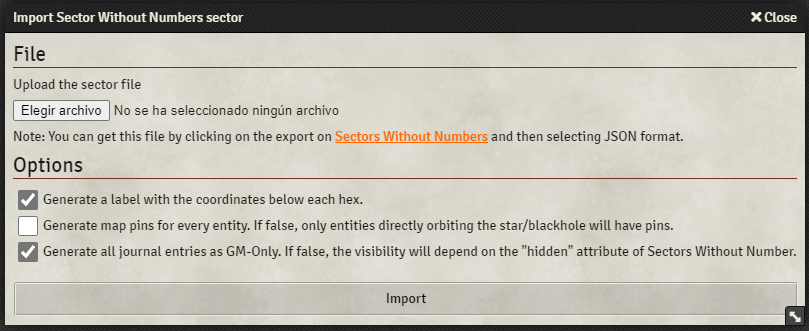 Import Sector Without Numbers sector
Close
File
Upload the sector file
Elegir archivo No se ha seleccionado ningún archivo
Note: You can get this file by clicking on the export on Sectors Without Numbers and then selecting JSON format.
Options
Generate a label with the coordinates below each hex.
Generate map pins for every entity. If false, only entities directly orbiting the star/blackhole will have pins.
Generate all journal entries as GM-Only. If false, the visibility will depend on the "hidden" attribute of Sectors Without Number.
Import